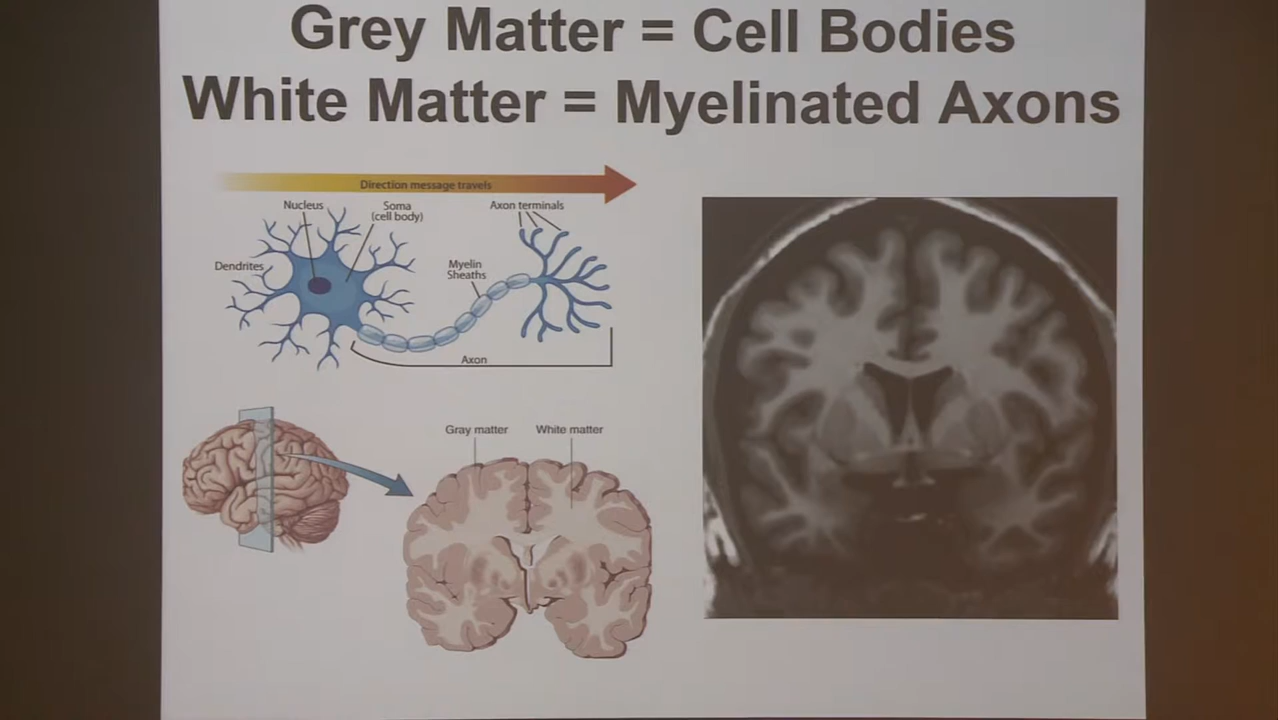 Grey Matter = Cell Bodies
White Matter = Myelinated Axons
Direction message travels
Nucleus
Soma
(cell body)
Axon terminals
Dendrites
Myelin
Sheaths
Axon
Gray matter
White matter